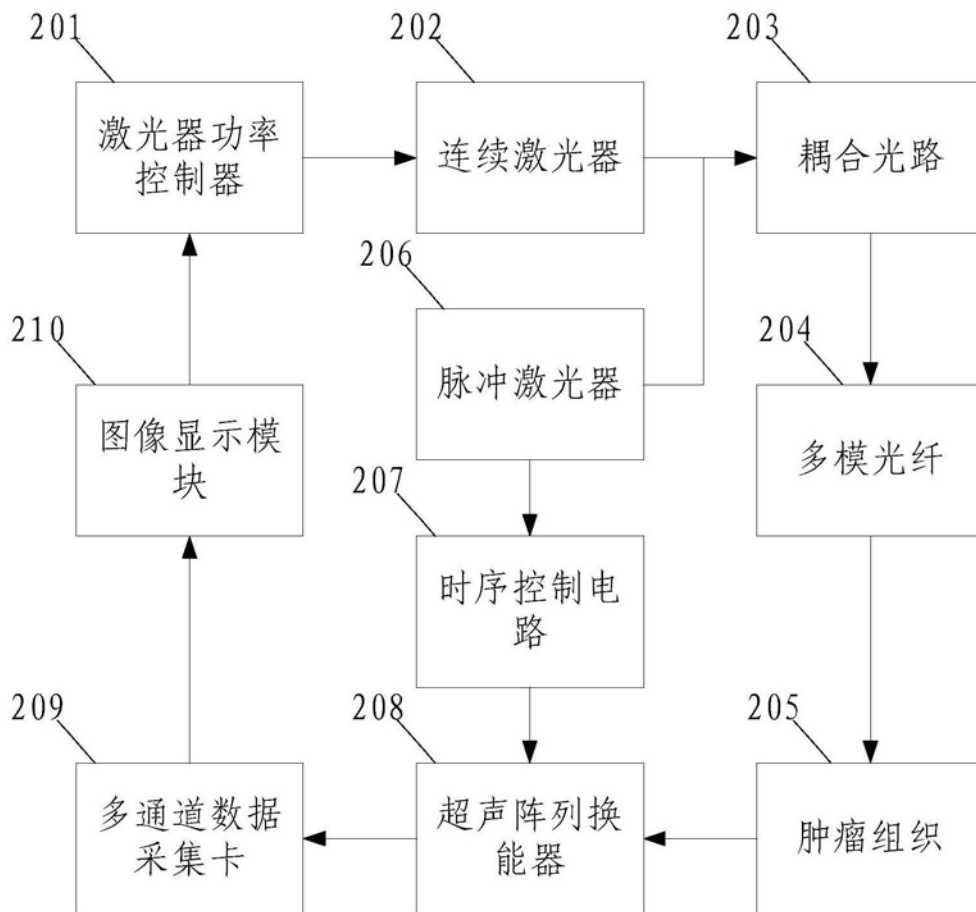 201
202
203
激光器功率
控制器
连续激光器
耦合光路
206
210
204
脉冲激光器
图像显示模
块
多模光纤
207
时序控制电
路
209
208
205
多通道数据
采集卡
超声阵列换
能器
肿瘤组织